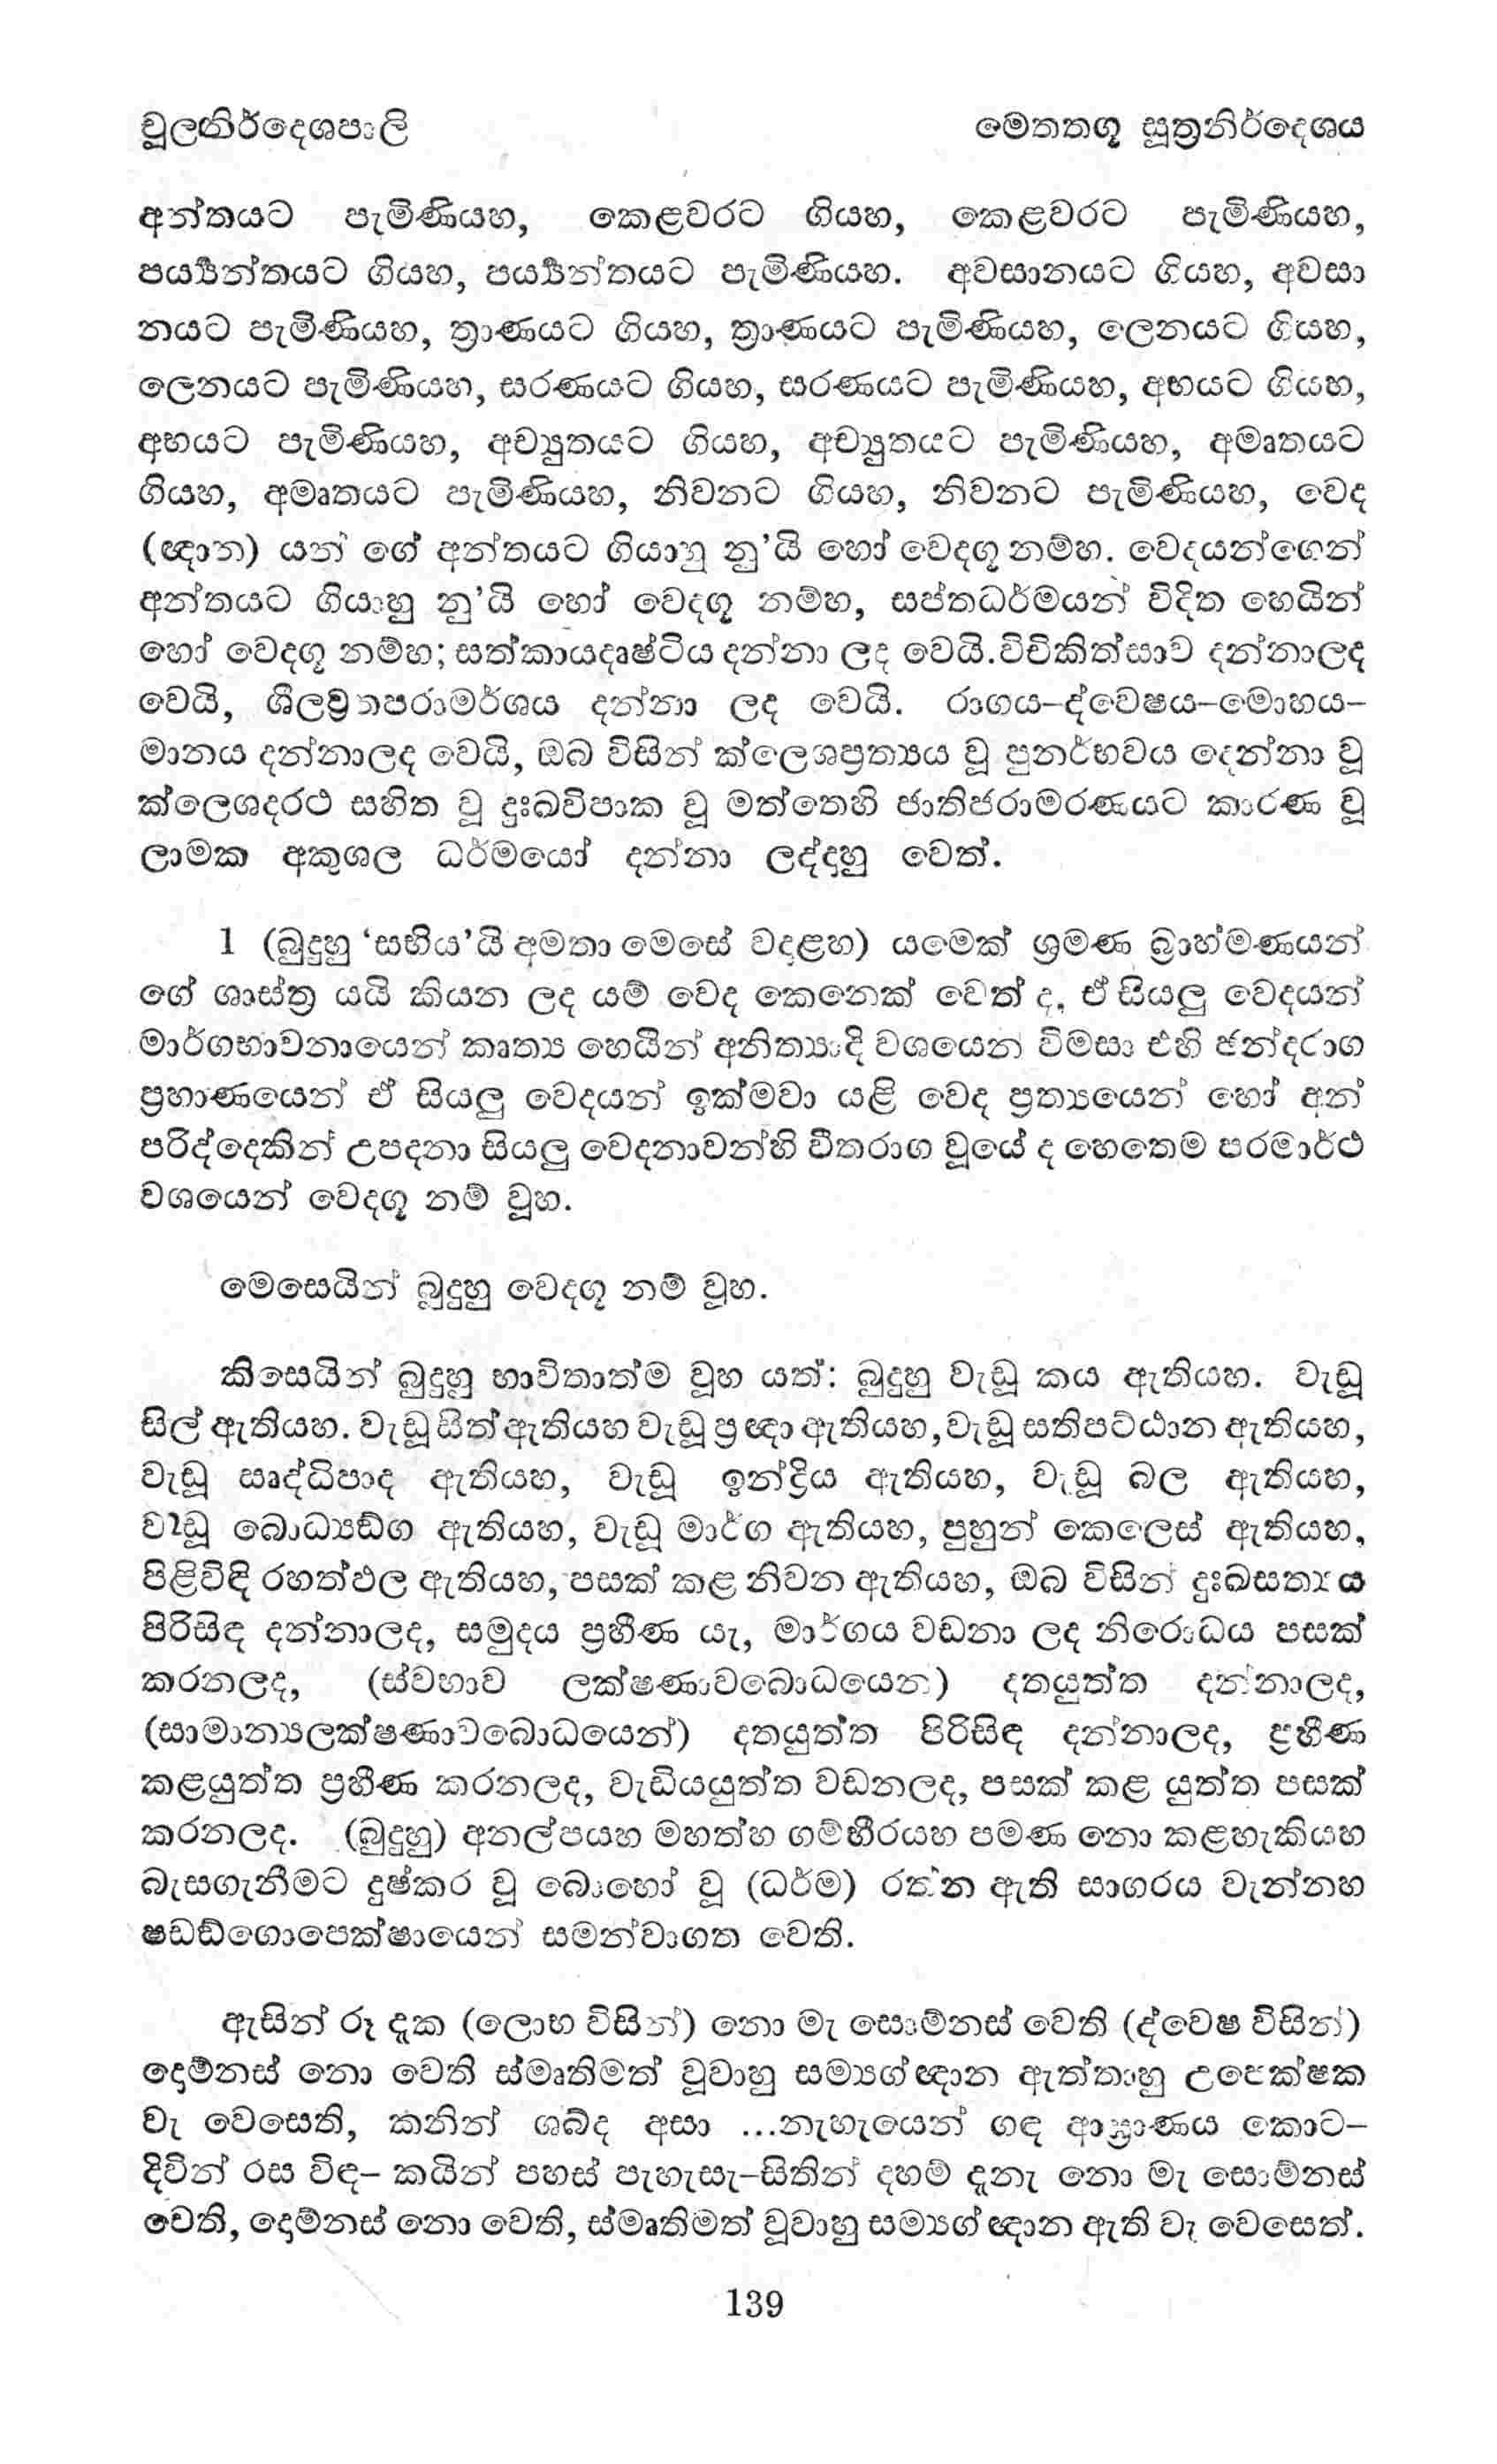 චූලනිර්දෙශපාලි
මෙත්තගූ සූත්‍රනිර්දෙශය
අන්තයට පැමිණියහ, කෙළවරට ගියහ, කෙළවරට පැමිණියහ,
පය්‍යීන්තයට ගියහ, පය්‍යීන්තයට පැමිණියහ. අවසානයට ගියහ, අවසා
නයට පැමිණියහ, ත්‍රාණයට ගියහ, ත්‍රාණයට පැමිණියහ, ලෙනයට ගියහ,
ලෙනයට පැමිණියහ, සරණයට ගියහ, සරණයට පැමිණියහ, අභයට ගියහ,
අභයට පැමිණියහ, අච්‍යුතයට ගියහ, අච්‍යුතයට පැමිණියහ, අමෘතයට
ගියහ, අමෘතයට පැමිණියහ, නිවනට ගියහ, නිවනට පැමිණියහ, වෙද
(ඥාන) යන් ගේ අන්තයට ගියාහු නු’යි හෝ වෙදගූ නම්හ. වෙදයන්ගෙන්
අන්තයට ගියාහු නු’යි හෝ වෙදගූ නම්හ, සප්තධර්මයන් විදිත හෙයින්
හෝ වෙදගූ නම්හ; සත්කායදෘෂ්ටිය දන්නා ලද වෙයි.විචිකිත්සාව දන්නාලද
වෙයි, ශීලව්‍රතපරාමර්ශය දන්නා ලද වෙයි. රාගය–ද්වෙෂය–මොහය–
මානය දන්නාලද වෙයි, ඔබ විසින් ක්ලෙශප්‍රත්‍යය වූ පුනර්භවය දෙන්නා වූ
ක්ලෙශදරථ සහිත වූ දුඃඛවිපාක වූ මත්තෙහි ජාතිජරාමරණයට කාරණ වූ
ලාමක අකුශල ධර්මයෝ දන්නා ලද්දාහු වෙත්.
1 (බුදුහු ‘සභිය’යි අමතා මෙසේ වදාළහ) යමෙක් ශ්‍රමණ බ්‍රාහ්මණයන්
ගේ ශාස්ත්‍ර යයි කියන ලද යම් වෙද කෙනෙක් වෙත් ද, ඒ සියලු වෙදයන්
මාර්ගභාවනායෙන් කෘත්‍ය හෙයින් අනිත්‍යාදි වශයෙන විමසා එහි ඡන්දරාග
ප්‍රහාණයෙන් ඒ සියලු වෙදයන් ඉක්මවා යළි වෙද ප්‍රත්‍යයෙන් හෝ අන්
පරිද්දෙකින් උපදනා සියලු වෙදනාවන්හි වීතරාග වූයේ ද හෙතෙම පරමාර්ථ
වශයෙන් වෙදගූ නම් වූහ.
මෙසෙයින් බුදුහු වෙදගූ නම් වූහ.
කිසෙයින් බුදුහු භාවිතාත්ම වූහ යත්: බුදුහු වැඩූ කය ඇතියහ. වැඩූ
සිල් ඇතියහ. වැඩූ සිත් ඇතියහ වැඩූ ප්‍රඥා ඇතියහ,වැඩූ සතිපට්ඨාන ඇතියහ,
වැඩූ ඍද්ධිපාද ඇතියහ, වැඩූ ඉන්ද්‍රිය ඇතියහ, වැඩූ බල ඇතියහ,
වැඩූ බොධ්‍යඞ්ග ඇතියහ, වැඩූ මාර්ග ඇතියහ, පුහුන් කෙලෙස් ඇතියහ,
පිළිවිඳි රහත්ඵල ඇතියහ, පසක් කළ නිවන ඇතියහ, ඔබ විසින් දුඃඛසත්‍යය
පිරිසිඳ දන්නාලද, සමුදය ප්‍රහීණ යැ, මාර්ගය වඩනා ලද නිරොධය පසක්
කරනලද, (ස්වභාව ලක්ෂණාවබොධයෙන) දතයුත්ත දන්නාලද,
(සාමාන්‍යලක්ෂණාවබොධයෙන්) දතයුත්ත පිරිසිඳ දන්නාලද, ප්‍රහීණ
කළයුත්ත ප්‍රහීණ කරනලද, වැඩියයුත්ත වඩනලද, පසක් කළ යුත්ත පසක්
කරනලද. (බුදුහු) අනල්පයහ මහත්හ ගම්භීරයහ පමණ නො කළහැකියහ
බැසගැනීමට දුෂ්කර වූ බොහෝ වූ (ධර්ම) රත්න ඇති සාගරය වැන්නහ
ෂඩඞ්ගොපෙක්ෂායෙන් සමන්වාගත වෙති.
ඇසින් රූ දැක (ලොභ විසින්) නො මැ සොම්නස් වෙති (ද්වෙෂ විසින්)
දොම්නස් නො වෙති ස්මෘතිමත් වූවාහු සම්‍යග්ඥාන ඇත්තාහු උපෙක්ෂක
වැ වෙසෙති, කනින් ශබ්ද අසා ...නැහැයෙන් ගඳ ආඝ්‍රාණය කොට–
දිවින් රස විඳ– කයින් පහස් පැහැසැ–සිතින් දහම් දැනැ නො මැ සොම්නස්
වෙති, දොම්නස් නො වෙති, ස්මෘතිමත් වූවාහු සම්‍යග් ඥාන ඇති වැ වෙසෙත්.
139